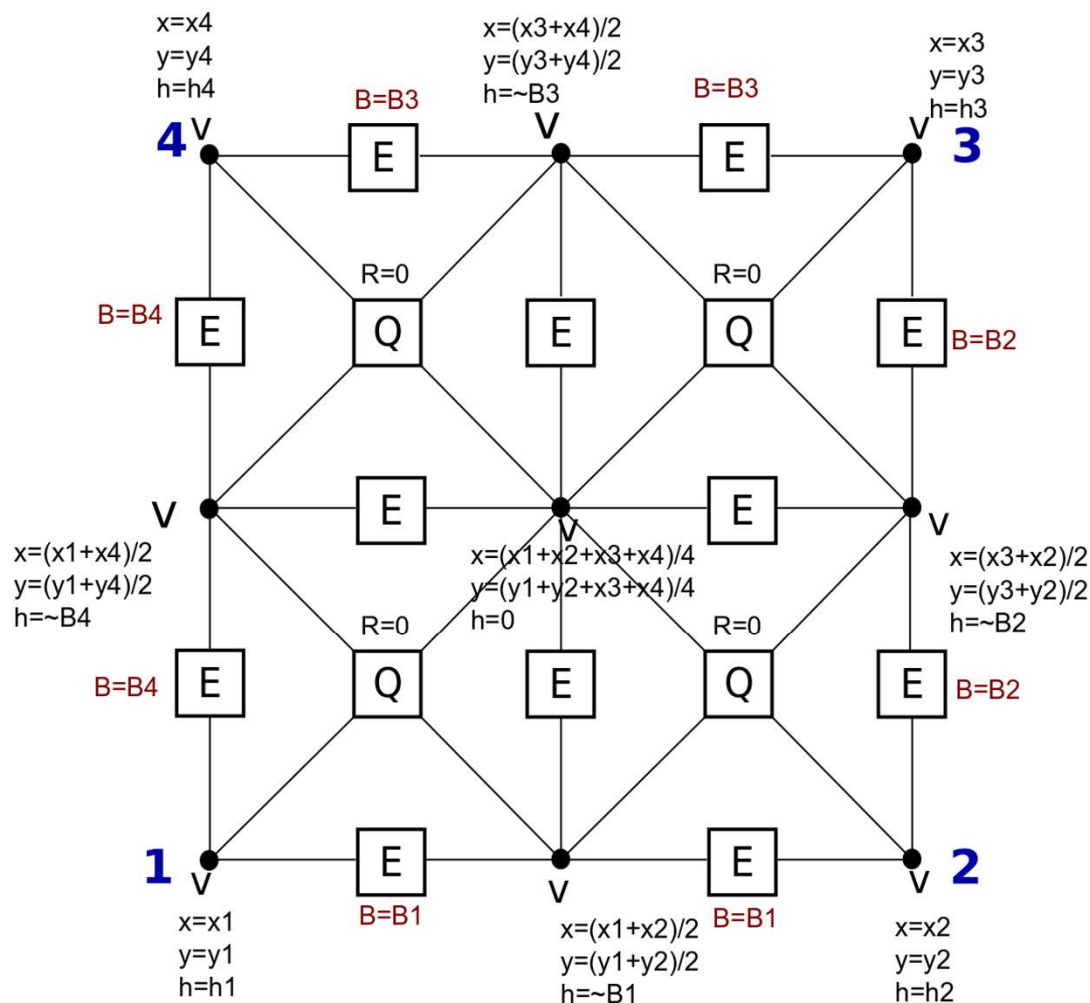 x=x4
y=y4
h=h4
x=(x3+x4)/2
y=(y3+y4)/2
h=~B3
x=x3
y=y3
h=h3
B=B3
B=B3
4
V
V
V
3
E
E
R=0
R=0
B=B4
E
Q
E
Q
E
B=B2
V
E
E
V
V
x=(x1+x4)/2
y=(y1+y4)/2
h=~B4
x=(x1+x2+x3+x4)/4
y=(y1+y2+x3+x4)/4
h=0
x=(x3+x2)/2
y=(y3+y2)/2
h=~B2
R=0
R=0
B=B4
E
Q
E
Q
E
B=B2
1
V
E
V
E
V
2
B=B1
B=B1
x=x1
y=y1
h=h1
x=(x1+x2)/2
y=(y1+y2)/2
h=~B1
x=x2
y=y2
h=h2